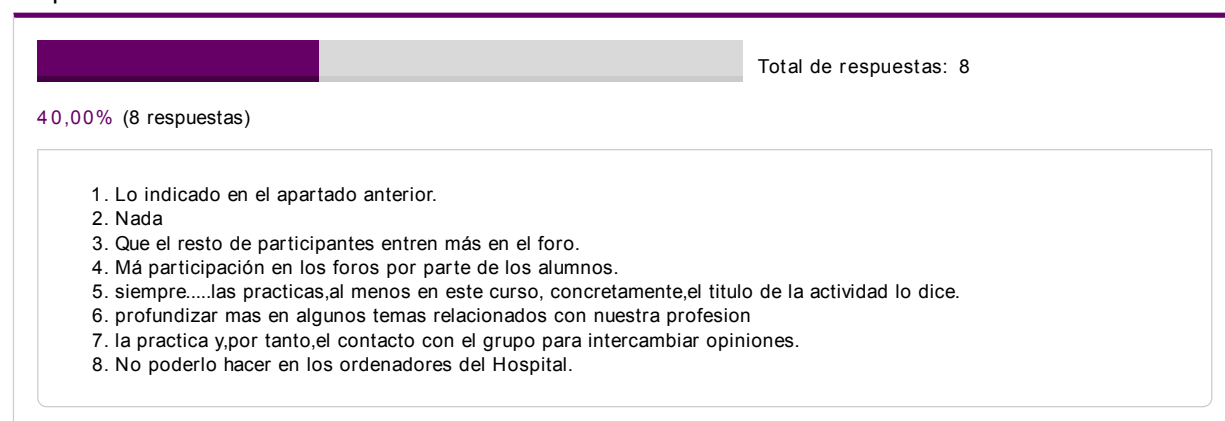 Total de respuestas: 8
40,00% (8 respuestas)
1. Lo indicado en el apartado anterior.
2. Nada
3. Que el resto de participantes entren más en el foro.
4. Má participación en los foros por parte de los alumnos.
5. siempre.....las practicas,al menos en este curso, concretamente,el titulo de la actividad lo dice.
6. profundizar mas en algunos temas relacionados con nuestra profesion
7. la practica y,por tanto,el contacto con el grupo para intercambiar opiniones.
8. No poderlo hacer en los ordenadores del Hospital.